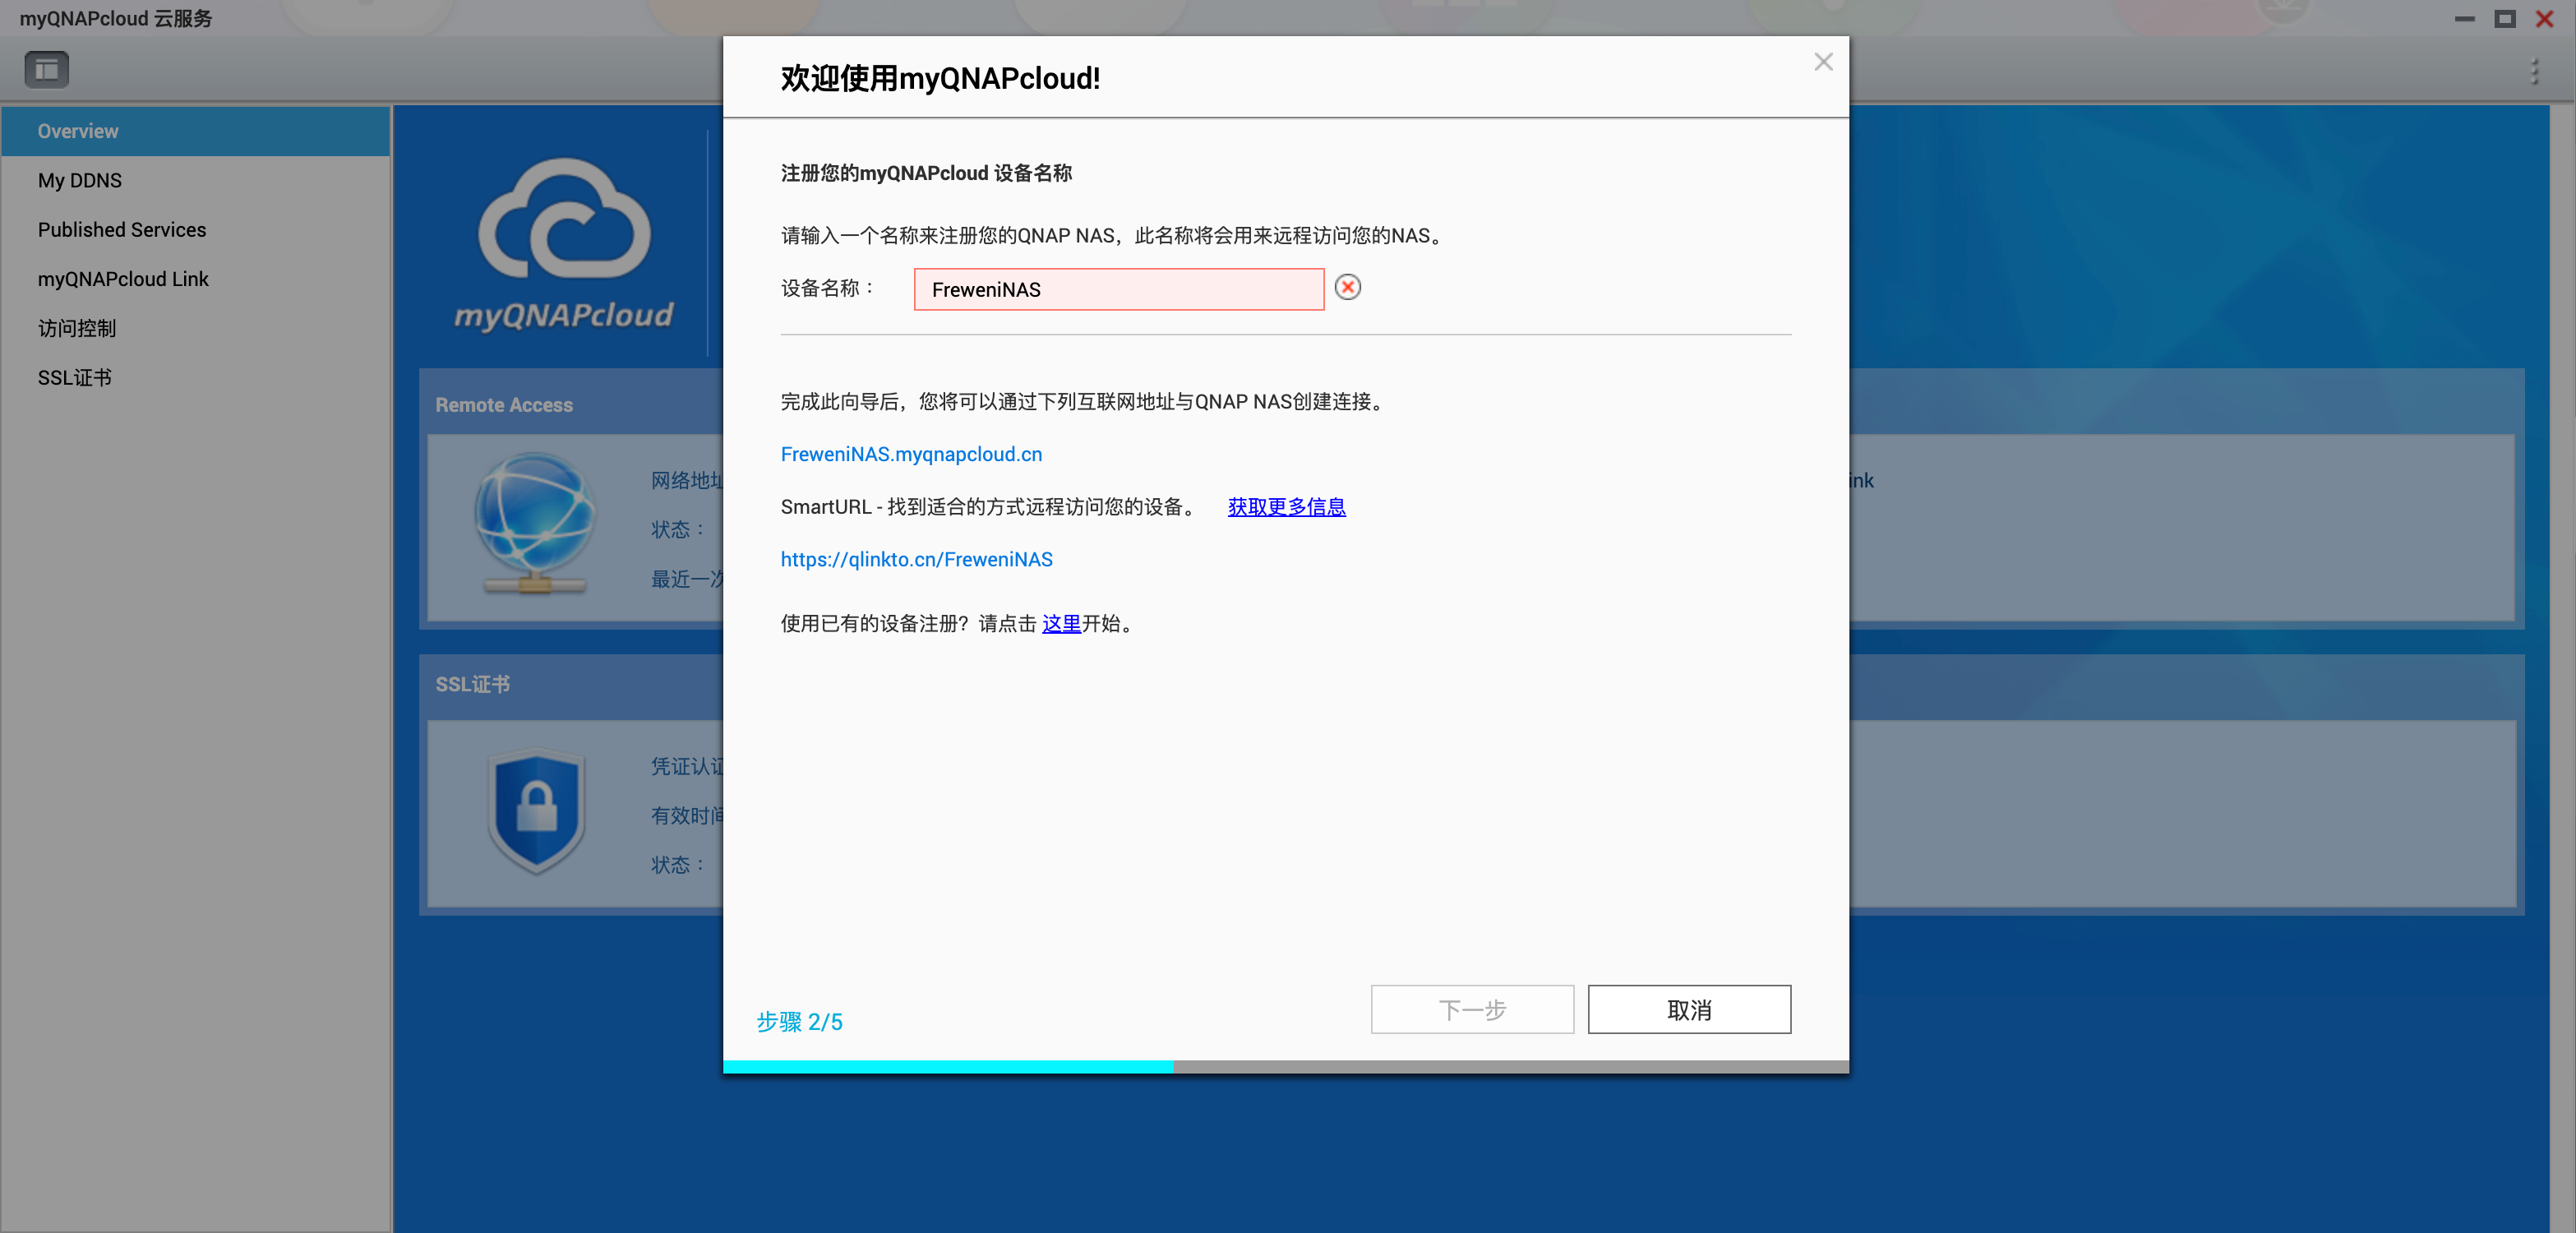 myQNAPcloud 云服务
Overview
My DDNS
Published Services
myQNAPcloud Link
访问控制
SSL证书
myQNAPcloud
Remote Access
网络地址
状态：
最近一次
ink
SSL证书
凭证认证
有效时间
状态：
欢迎使用myQNAPcloud!
注册您的myQNAPcloud 设备名称
请输入一个名称来注册您的QNAP NAS，此名称将会用来远程访问您的NAS。
设备名称： FreweniNAS
完成此向导后，您将可以通过下列互联网地址与QNAP NAS创建连接。
FreweniNAS.myqnapcloud.cn
SmartURL - 找到适合的方式远程访问您的设备。 获取更多信息
https://qlinkto.cn/FreweniNAS
使用已有的设备注册？请点击 这里开始。
步骤 2/5
下一步
取消